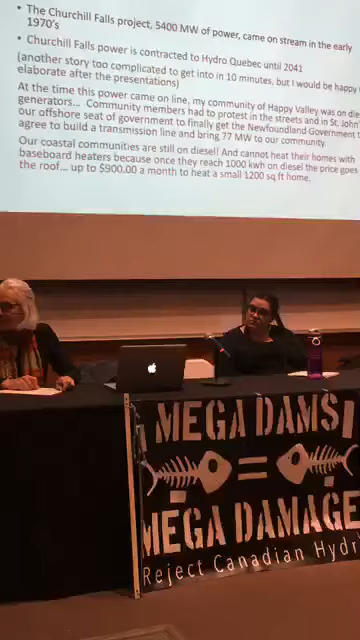 • The Churchill Falls project, 5400 MW of power, came on stream in the early
1970's
• Churchill Falls power is contracted to Hydro Quebec until 2041
(another story too complicated to get into in 10 minutes, but I would be happy
elaborate after the presentations)
At the time this power came on line, my community of Happy Valley was on
generators... Community members had to protest in the streets and in St. John'
our offshore seat of government to finally get the Newfoundland Government
agree to build a transmission line and bring 77 MW to our community.
Our coastal communities are still on diesel! And cannot heat their homes with
baseboard heaters because once they reach 1000 kwh on diesel the price goes
the roof... up to $900.00 a month to heat a small 1200 sq ft home.
MEGA DAMS
=
MEGA DAMAGE
Reject Canadian Hydr